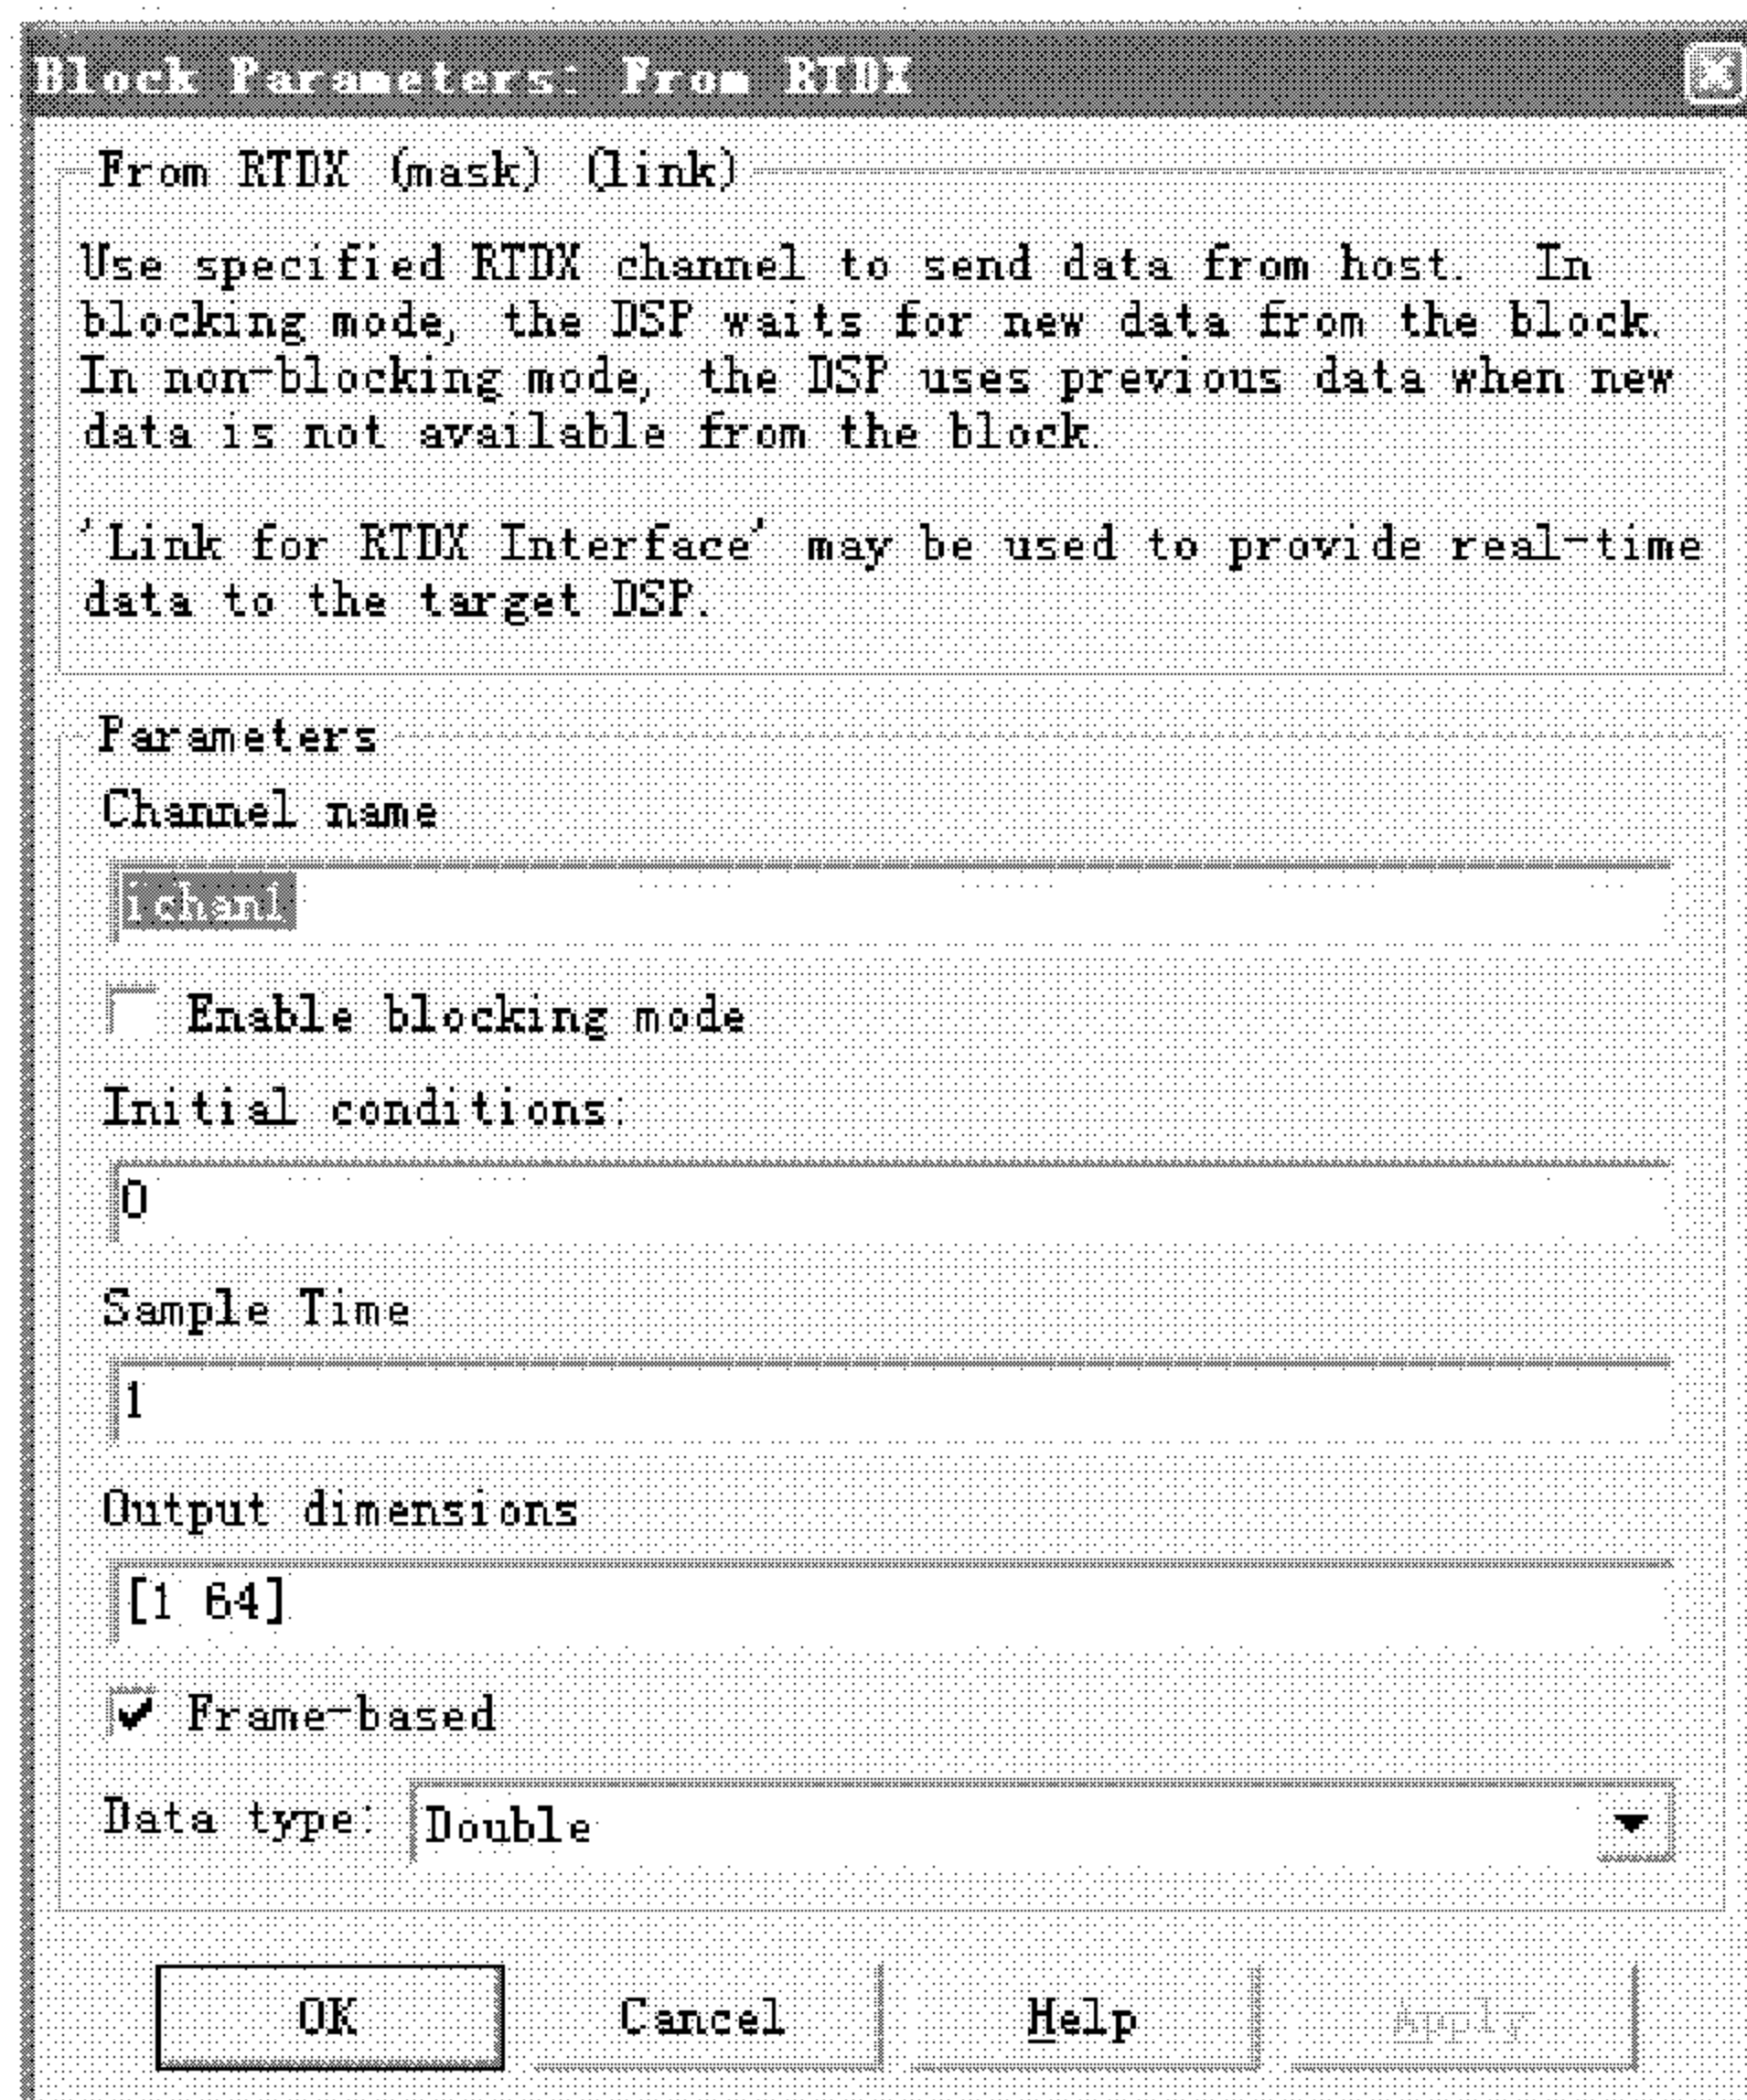 Block Parameters: From RTDX
From RTDX (mask) (link)
Use specified RTDX channel to send data from host. In
blocking mode, the DSP waits for new data from the block.
In non-blocking mode, the DSP uses previous data when new
data is not available from the block.
'Link for RTDX Interface' may be used to provide real-time
data to the target DSP.
Parameters
Channel name
ichan1
Enable blocking mode
Initial conditions:
0
Sample Time
1
Output dimensions
[1 64]
Frame-based
Data type: Double
OK Cancel Help Apply